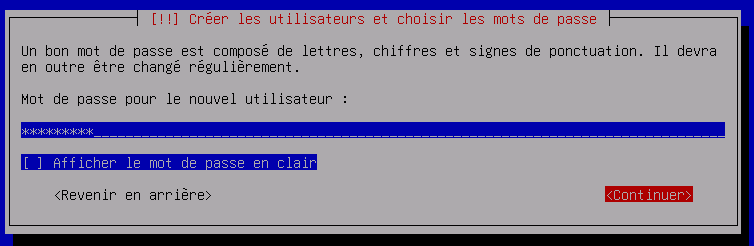 [!!] Créer les utilisateurs et choisir les mots de passe
Un bon mot de passe est composé de lettres, chiffres et signes de ponctuation. Il devra
en outre être changé régulièrement.
Mot de passe pour le nouvel utilisateur :
*********
[ ] Afficher le mot de passe en clair
<Revenir en arrière> <Continuer>